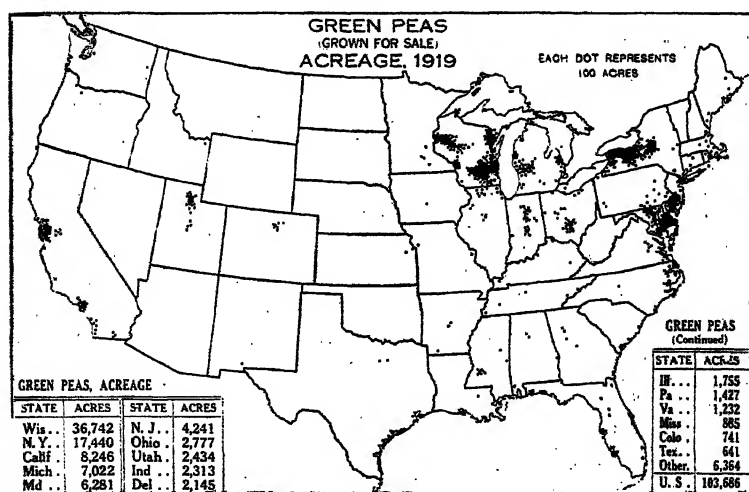 GREEN PEAS
(GROWN FOR SALE)
ACREAGE, 1919
EACH DOT REPRESENTS
100 ACRES
GREEN PEAS, ACREAGE
STATE ACRES STATE ACRES
Wis.. 36,742 N. J.. 4,241
N. Y.. 17,440 Ohio. 2,777
Calif 8,246 Utah. 2,434
Mich. 7,022 Ind.. 2,313
Md.. 6,281 Del.. 2,145
GREEN PEAS
(Continued)
STATE ACRES
Ill... 1,755
Pa.. 1,427
Va.. 1,232
Miss. 885
Colo. 741
Tex.. 641
Other. 6,364
U. S. 103,686